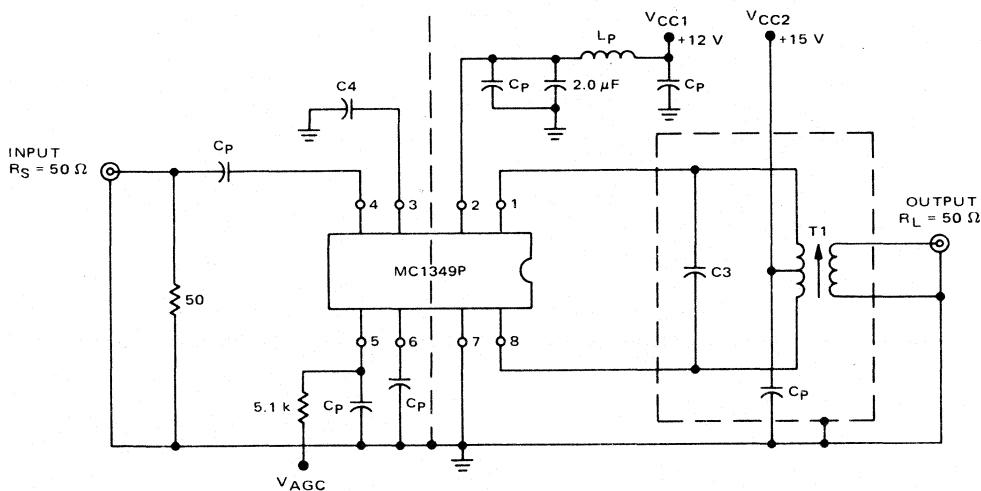 VCC1
+12 V
LP
VCC2
+15 V
CP
2.0 µF
CP
C4
INPUT
RS = 50 Ω
CP
4
3
2
1
OUTPUT
RL = 50 Ω
T1
MC1349P
C3
50
5
6
7
8
5.1 k
CP
CP
CP
VAGC